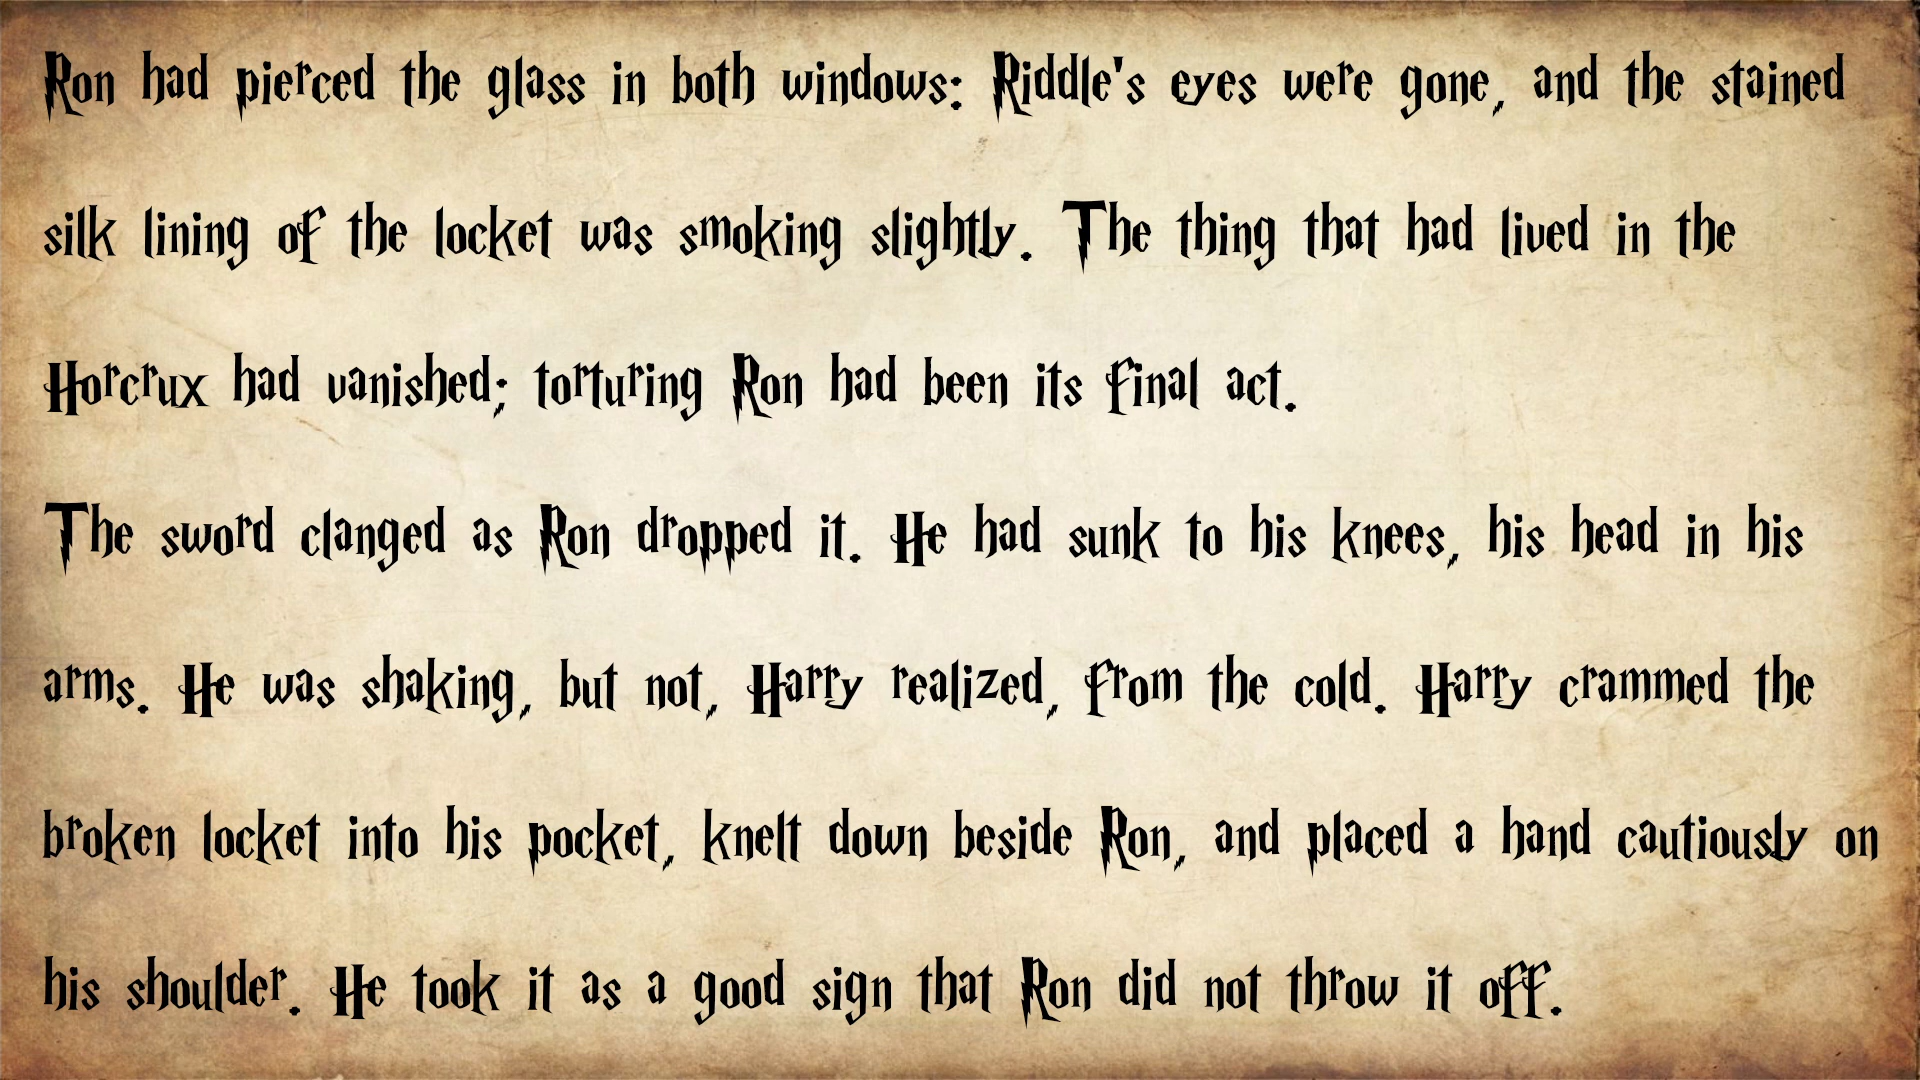 Ron had pierced the glass in both windows: Riddle's eyes were gone, and the stained
silk lining of the locket was smoking slightly. The thing that had lived in the
Horcrux had vanished; torturing Ron had been its final act.
The sword clanged as Ron dropped it. He had sunk to his knees, his head in his
arms. He was shaking, but not, Harry realized, from the cold. Harry crammed the
broken locket into his pocket, knelt down beside Ron, and placed a hand cautiously on
his shoulder. He took it as a good sign that Ron did not throw it off.